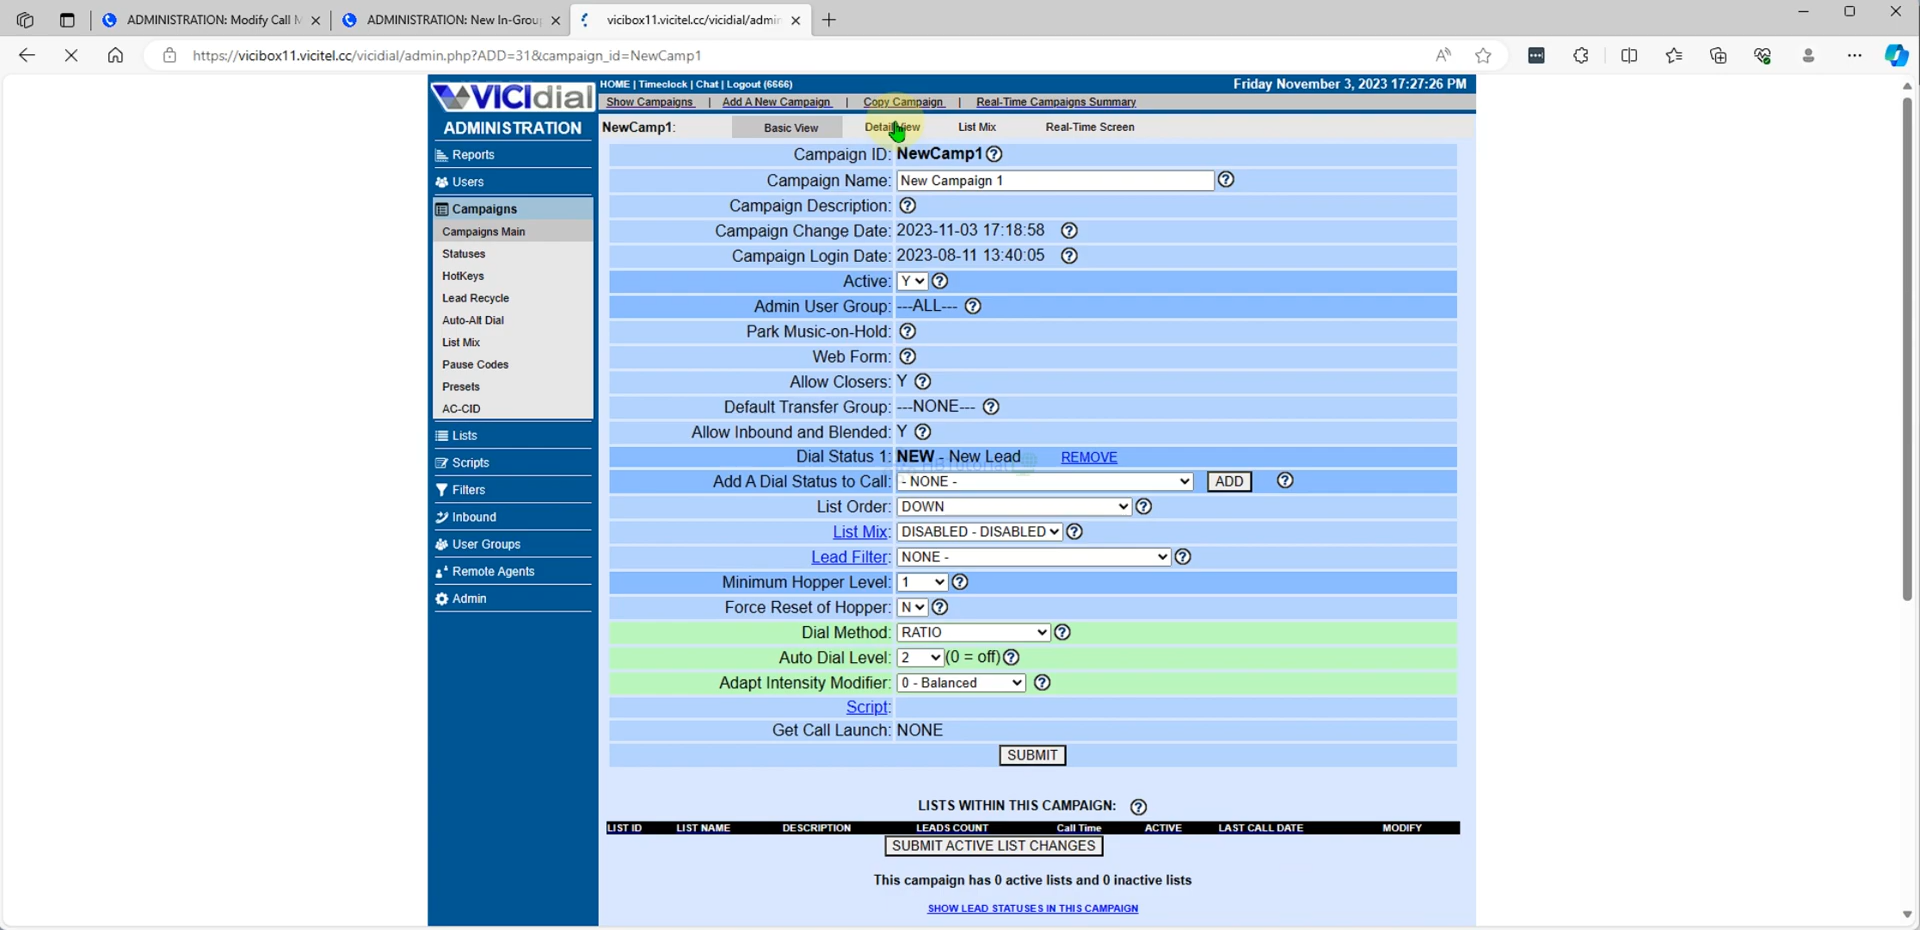 ADMINISTRATION: Modify Call M
ADMINISTRATION: New In-Group
vicibox11.vicitel.cc/vicidial/admin
https://vicibox11.vicitel.cc/vicidial/admin.php?ADD=31&campaign_id=NewCamp1
VICIdial
HOME | Timeclock | Chat | Logout (6666)
Friday November 3, 2023 17:27:26 PM
Show Campaigns | Add A New Campaign | Copy Campaign | Real-Time Campaigns Summary
ADMINISTRATION
NewCamp1: Basic View Detail View List Mix Real-Time Screen
Reports
Users
Campaigns
Campaigns Main
Statuses
HotKeys
Lead Recycle
Auto-Alt Dial
List Mix
Pause Codes
Presets
AC-CID
Lists
Scripts
Filters
Inbound
User Groups
Remote Agents
Admin
Campaign ID: NewCamp1
Campaign Name: New Campaign 1
Campaign Description:
Campaign Change Date: 2023-11-03 17:18:58
Campaign Login Date: 2023-08-11 13:40:05
Active: Y
Admin User Group: ---ALL---
Park Music-on-Hold:
Web Form:
Allow Closers: Y
Default Transfer Group: ---NONE---
Allow Inbound and Blended: Y
Dial Status 1: NEW - New Lead REMOVE
Add A Dial Status to Call: - NONE - ADD
List Order: DOWN
List Mix: DISABLED - DISABLED
Lead Filter: NONE -
Minimum Hopper Level: 1
Force Reset of Hopper: N
Dial Method: RATIO
Auto Dial Level: 2 (0 = off)
Adapt Intensity Modifier: 0 - Balanced
Script:
Get Call Launch: NONE
SUBMIT
LISTS WITHIN THIS CAMPAIGN:
LIST ID LIST NAME DESCRIPTION LEADS COUNT Call Time ACTIVE LAST CALL DATE MODIFY
SUBMIT ACTIVE LIST CHANGES
This campaign has 0 active lists and 0 inactive lists
SHOW LEAD STATUSES IN THIS CAMPAIGN